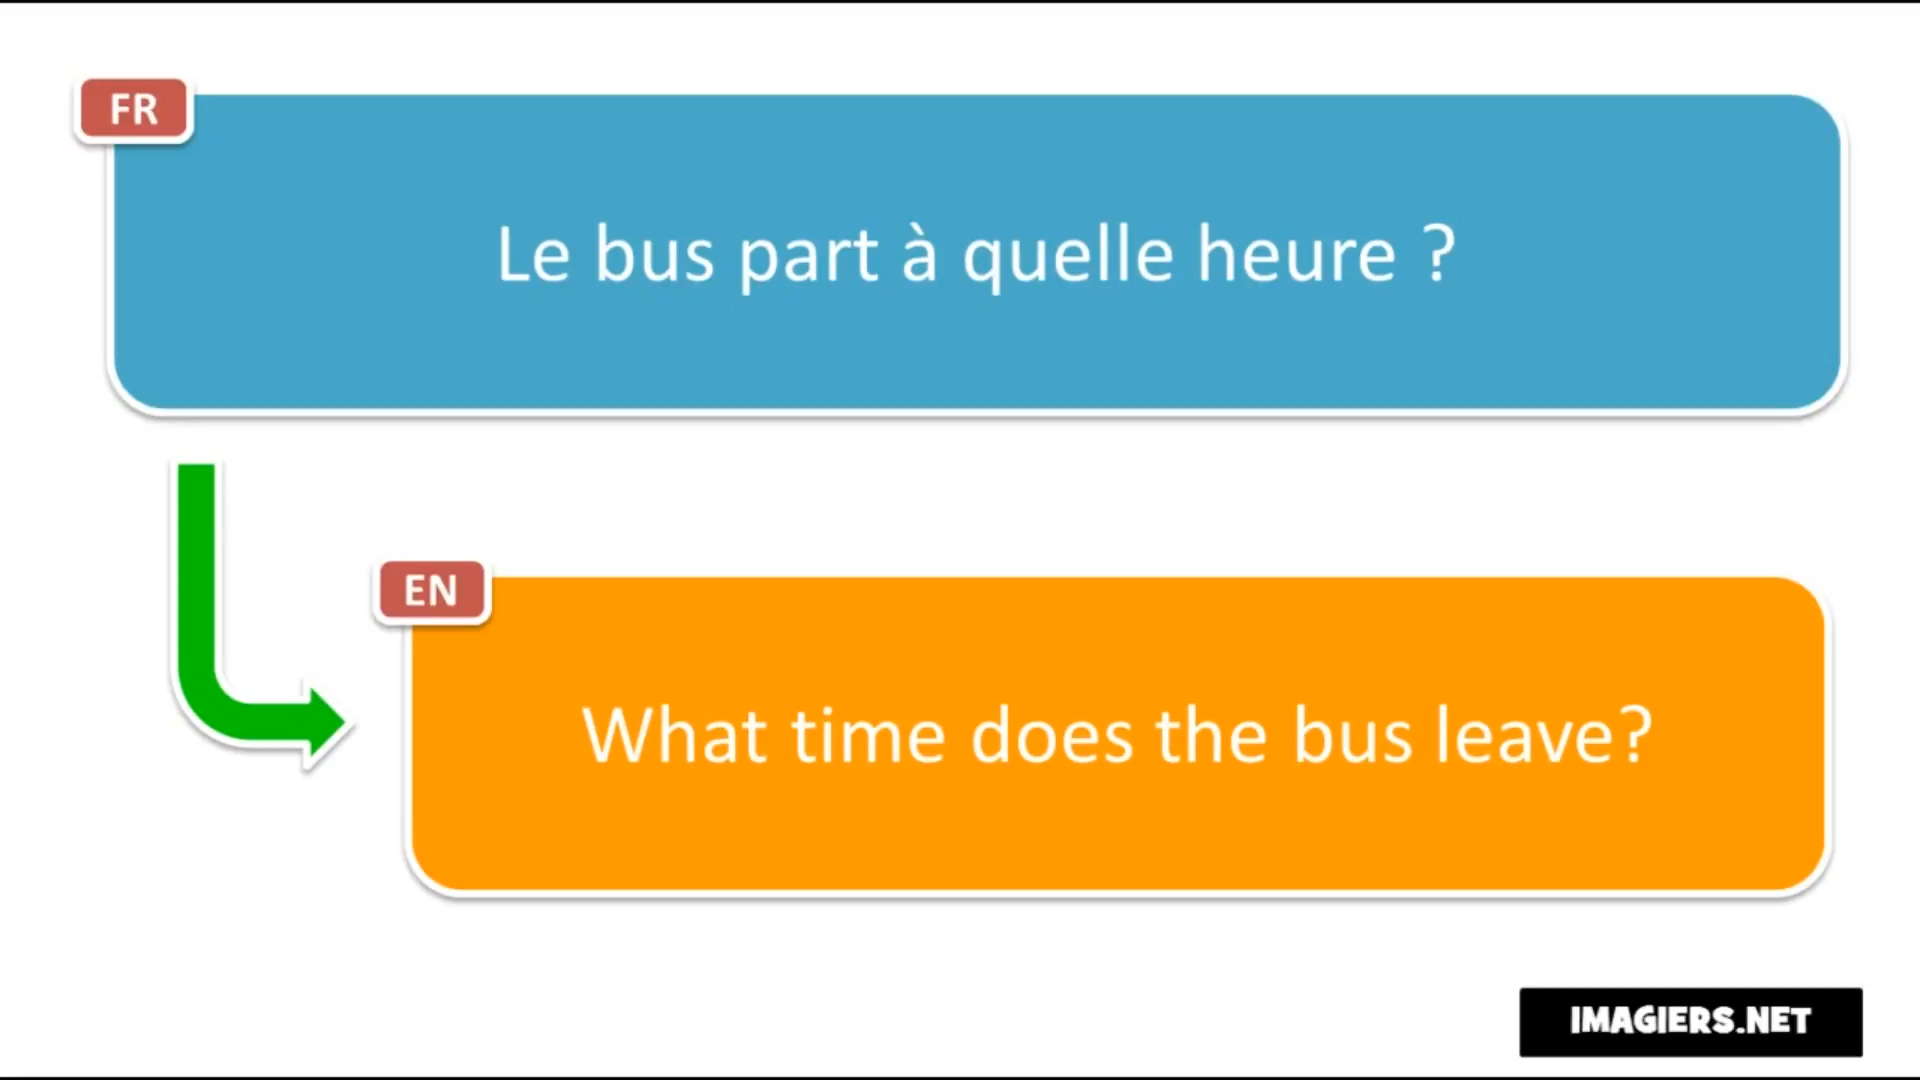 FR
Le bus part à quelle heure ?
EN
What time does the bus leave?
IMAGIERS.NET